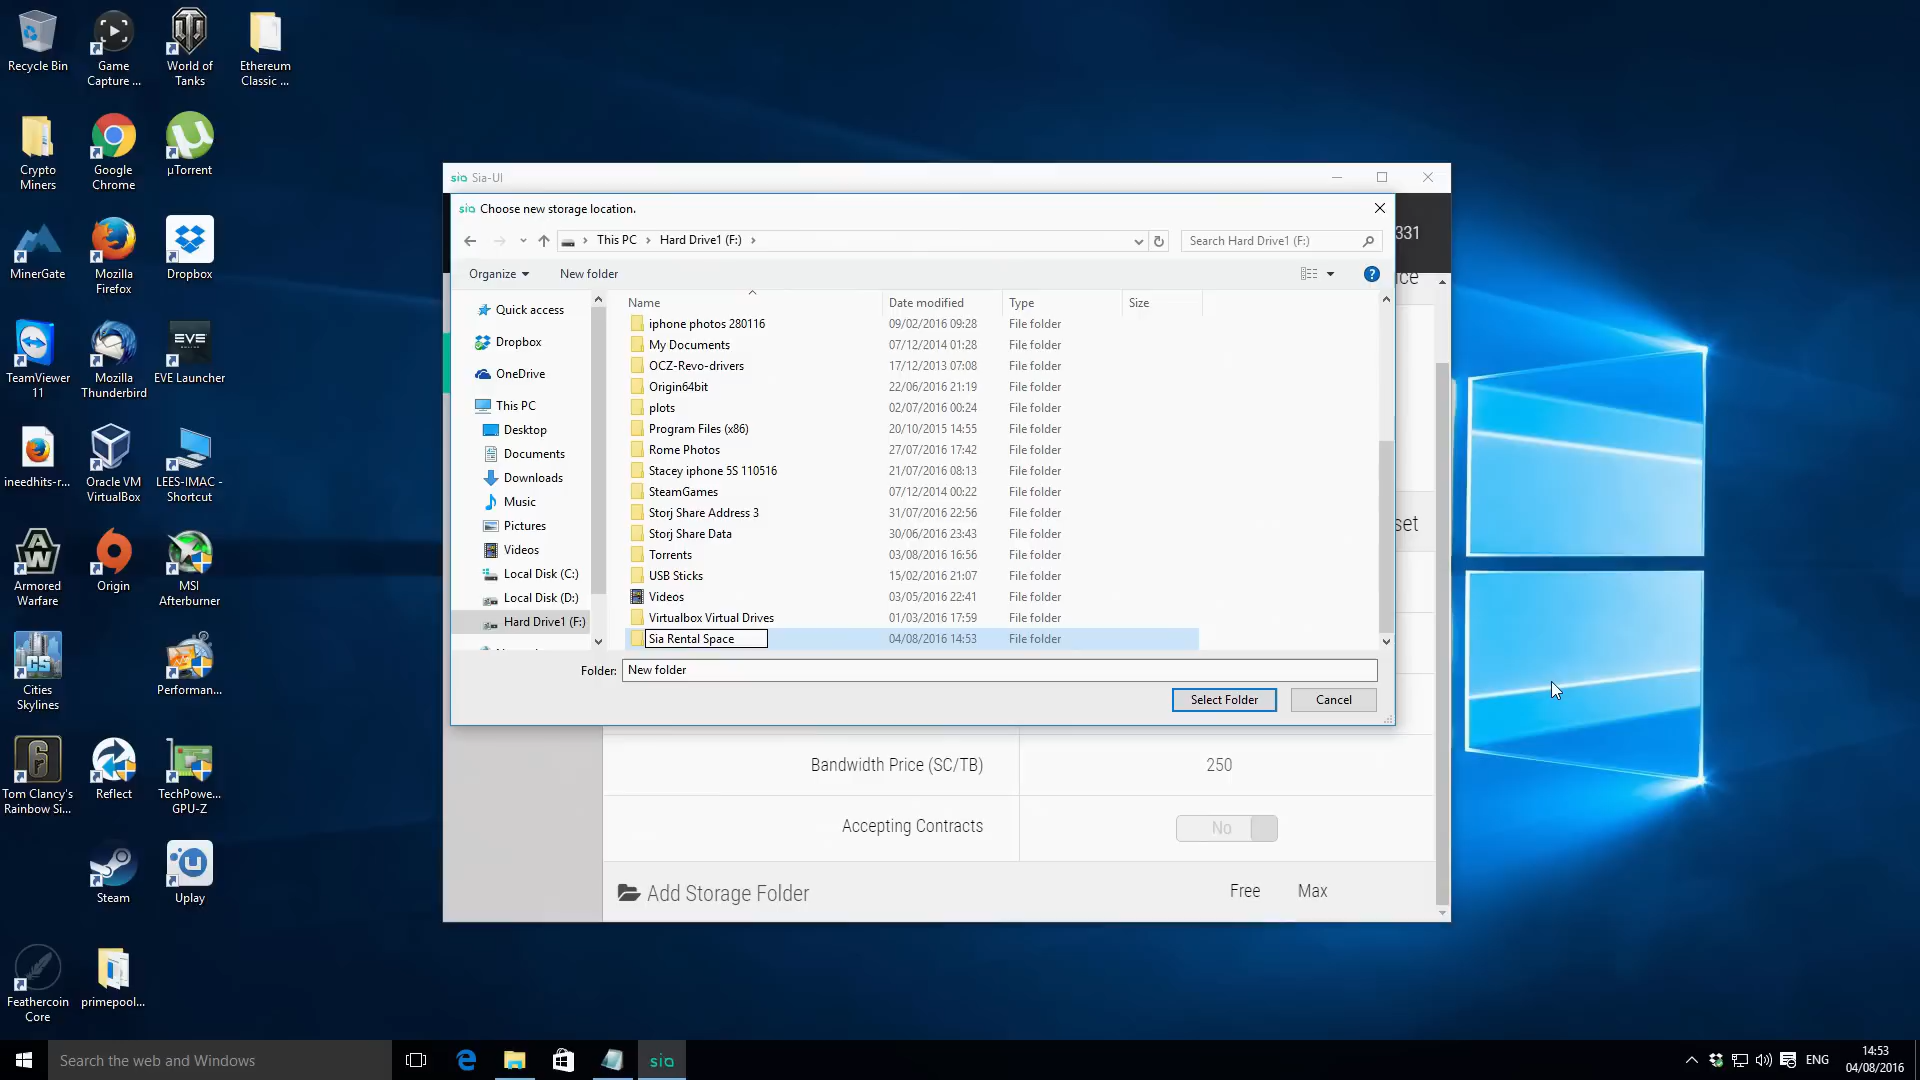 Recycle Bin
Game
Capture ...
World of
Tanks
Ethereum
Classic ...
Crypto
Miners
Google
Chrome
µTorrent
MinerGate
Mozilla
Firefox
Dropbox
TeamViewer
11
Mozilla
Thunderbird
EVE
EVE Launcher
ineedhits-r...
Oracle VM
VirtualBox
LEES-IMAC -
Shortcut
Armored
Warfare
Origin
MSI
Afterburner
Cities
Skylines
Performan...
Tom Clancy's
Rainbow Si...
Reflect
TechPowe...
GPU-Z
Steam
Uplay
Feathercoin
Core
primepool...
sia Sia-UI
sia Choose new storage location.
This PC > Hard Drive1 (F:) >
Search Hard Drive1 (F:)
331
Organize
New folder
Quick access
Dropbox
OneDrive
This PC
Desktop
Documents
Downloads
Music
Pictures
Videos
Local Disk (C:)
Local Disk (D:)
Hard Drive1 (F:)
Name Date modified Type Size
iphone photos 280116 09/02/2016 09:28 File folder
My Documents 07/12/2014 01:28 File folder
OCZ-Revo-drivers 17/12/2013 07:08 File folder
Origin64bit 22/06/2016 21:19 File folder
plots 02/07/2016 00:24 File folder
Program Files (x86) 20/10/2015 14:55 File folder
Rome Photos 27/07/2016 17:42 File folder
Stacey iphone 5S 110516 21/07/2016 08:13 File folder
SteamGames 07/12/2014 00:22 File folder
Storj Share Address 3 31/07/2016 22:56 File folder
Storj Share Data 30/06/2016 23:43 File folder
Torrents 03/08/2016 16:56 File folder
USB Sticks 15/02/2016 21:07 File folder
Videos 03/05/2016 22:41 File folder
Virtualbox Virtual Drives 01/03/2016 17:59 File folder
Sia Rental Space 04/08/2016 14:53 File folder
Folder: New folder
Select Folder
Cancel
Bandwidth Price (SC/TB) 250
Accepting Contracts No
Add Storage Folder Free Max
Search the web and Windows
sia
ENG
14:53
04/08/2016